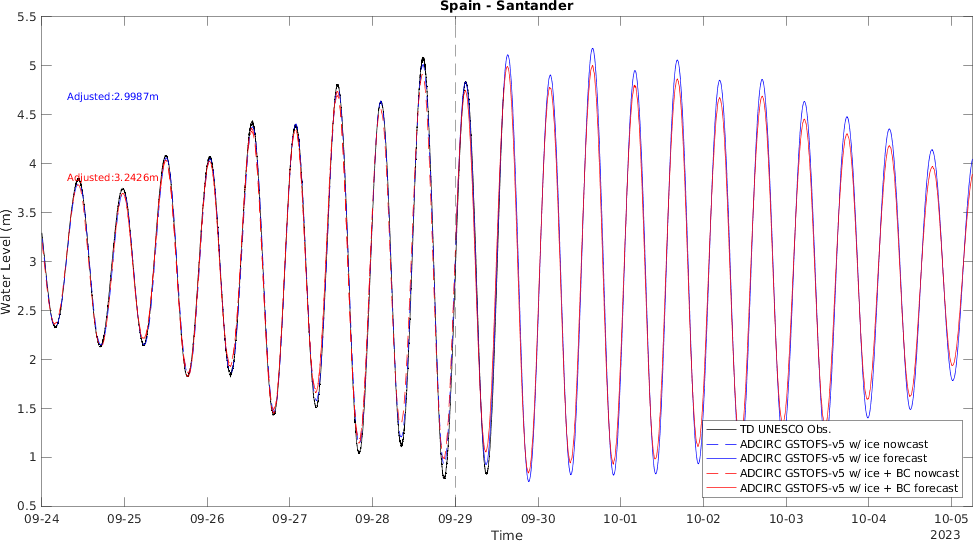 Spain - Santander
5.5
5
4.5
4
3.5
3
2.5
2
1.5
1
0.5
Water Level (m)
Adjusted:2.9987m
Adjusted:3.2426m
TD UNESCO Obs.
ADCIRC GSTOFS-v5 w/ ice nowcast
ADCIRC GSTOFS-v5 w/ ice forecast
ADCIRC GSTOFS-v5 w/ ice + BC nowcast
ADCIRC GSTOFS-v5 w/ ice + BC forecast
09-24 09-25 09-26 09-27 09-28 09-29 09-30 10-01 10-02 10-03 10-04 10-05
2023
Time